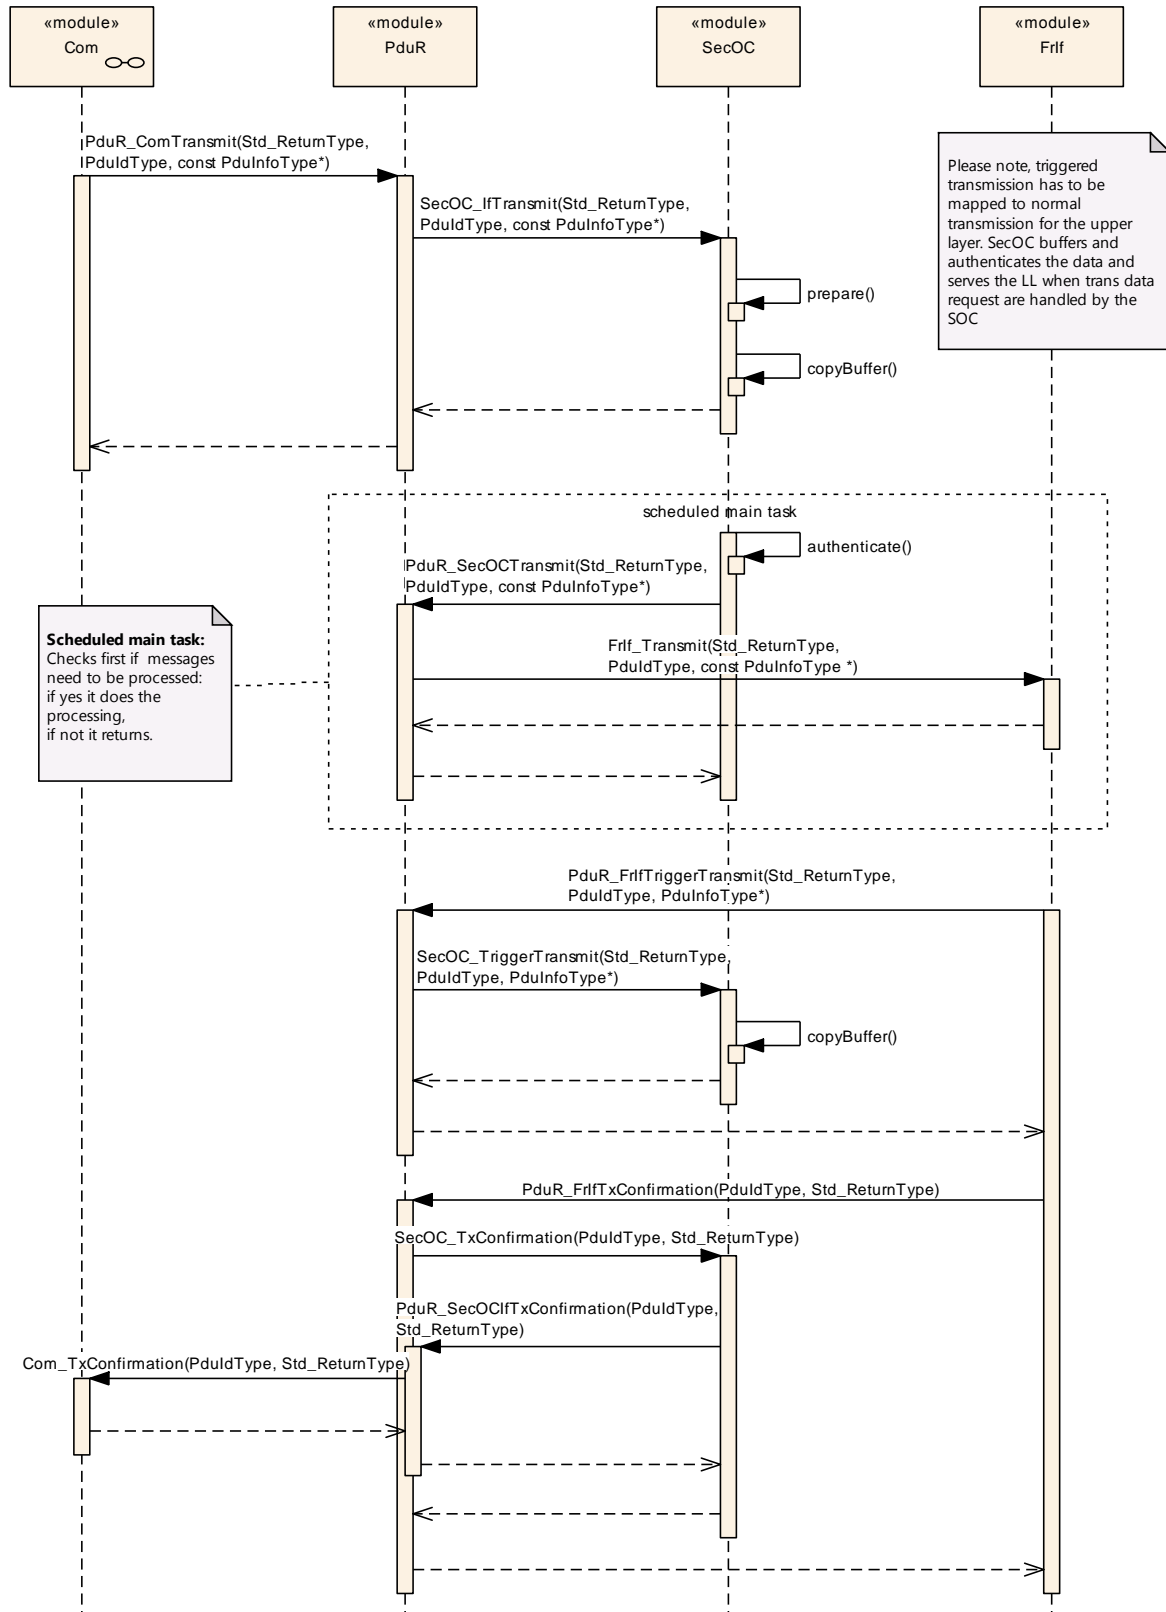 «module»
Com
«module»
PduR
«module»
SecOC
«module»
FrIf
PduR_ComTransmit(Std_ReturnType,
PduIdType, const PduInfoType*)
Please note, triggered
transmission has to be
mapped to normal
transmission for the upper
layer. SecOC buffers and
authenticates the data and
serves the LL when trans data
request are handled by the
SOC
SecOC_IfTransmit(Std_ReturnType,
PduIdType, const PduInfoType*)
prepare()
copyBuffer()
scheduled main task
authenticate()
PduR_SecOCTransmit(Std_ReturnType,
PduIdType, const PduInfoType*)
Scheduled main task:
Checks first if  messages
need to be processed:
if yes it does the
processing,
if not it returns.
FrIf_Transmit(Std_ReturnType,
PduIdType, const PduInfoType *)
PduR_FrIfTriggerTransmit(Std_ReturnType,
PduIdType, PduInfoType*)
SecOC_TriggerTransmit(Std_ReturnType,
PduIdType, PduInfoType*)
copyBuffer()
PduR_FrIfTxConfirmation(PduIdType, Std_ReturnType)
SecOC_TxConfirmation(PduIdType, Std_ReturnType)
PduR_SecOCIfTxConfirmation(PduIdType,
Std_ReturnType)
Com_TxConfirmation(PduIdType, Std_ReturnType)